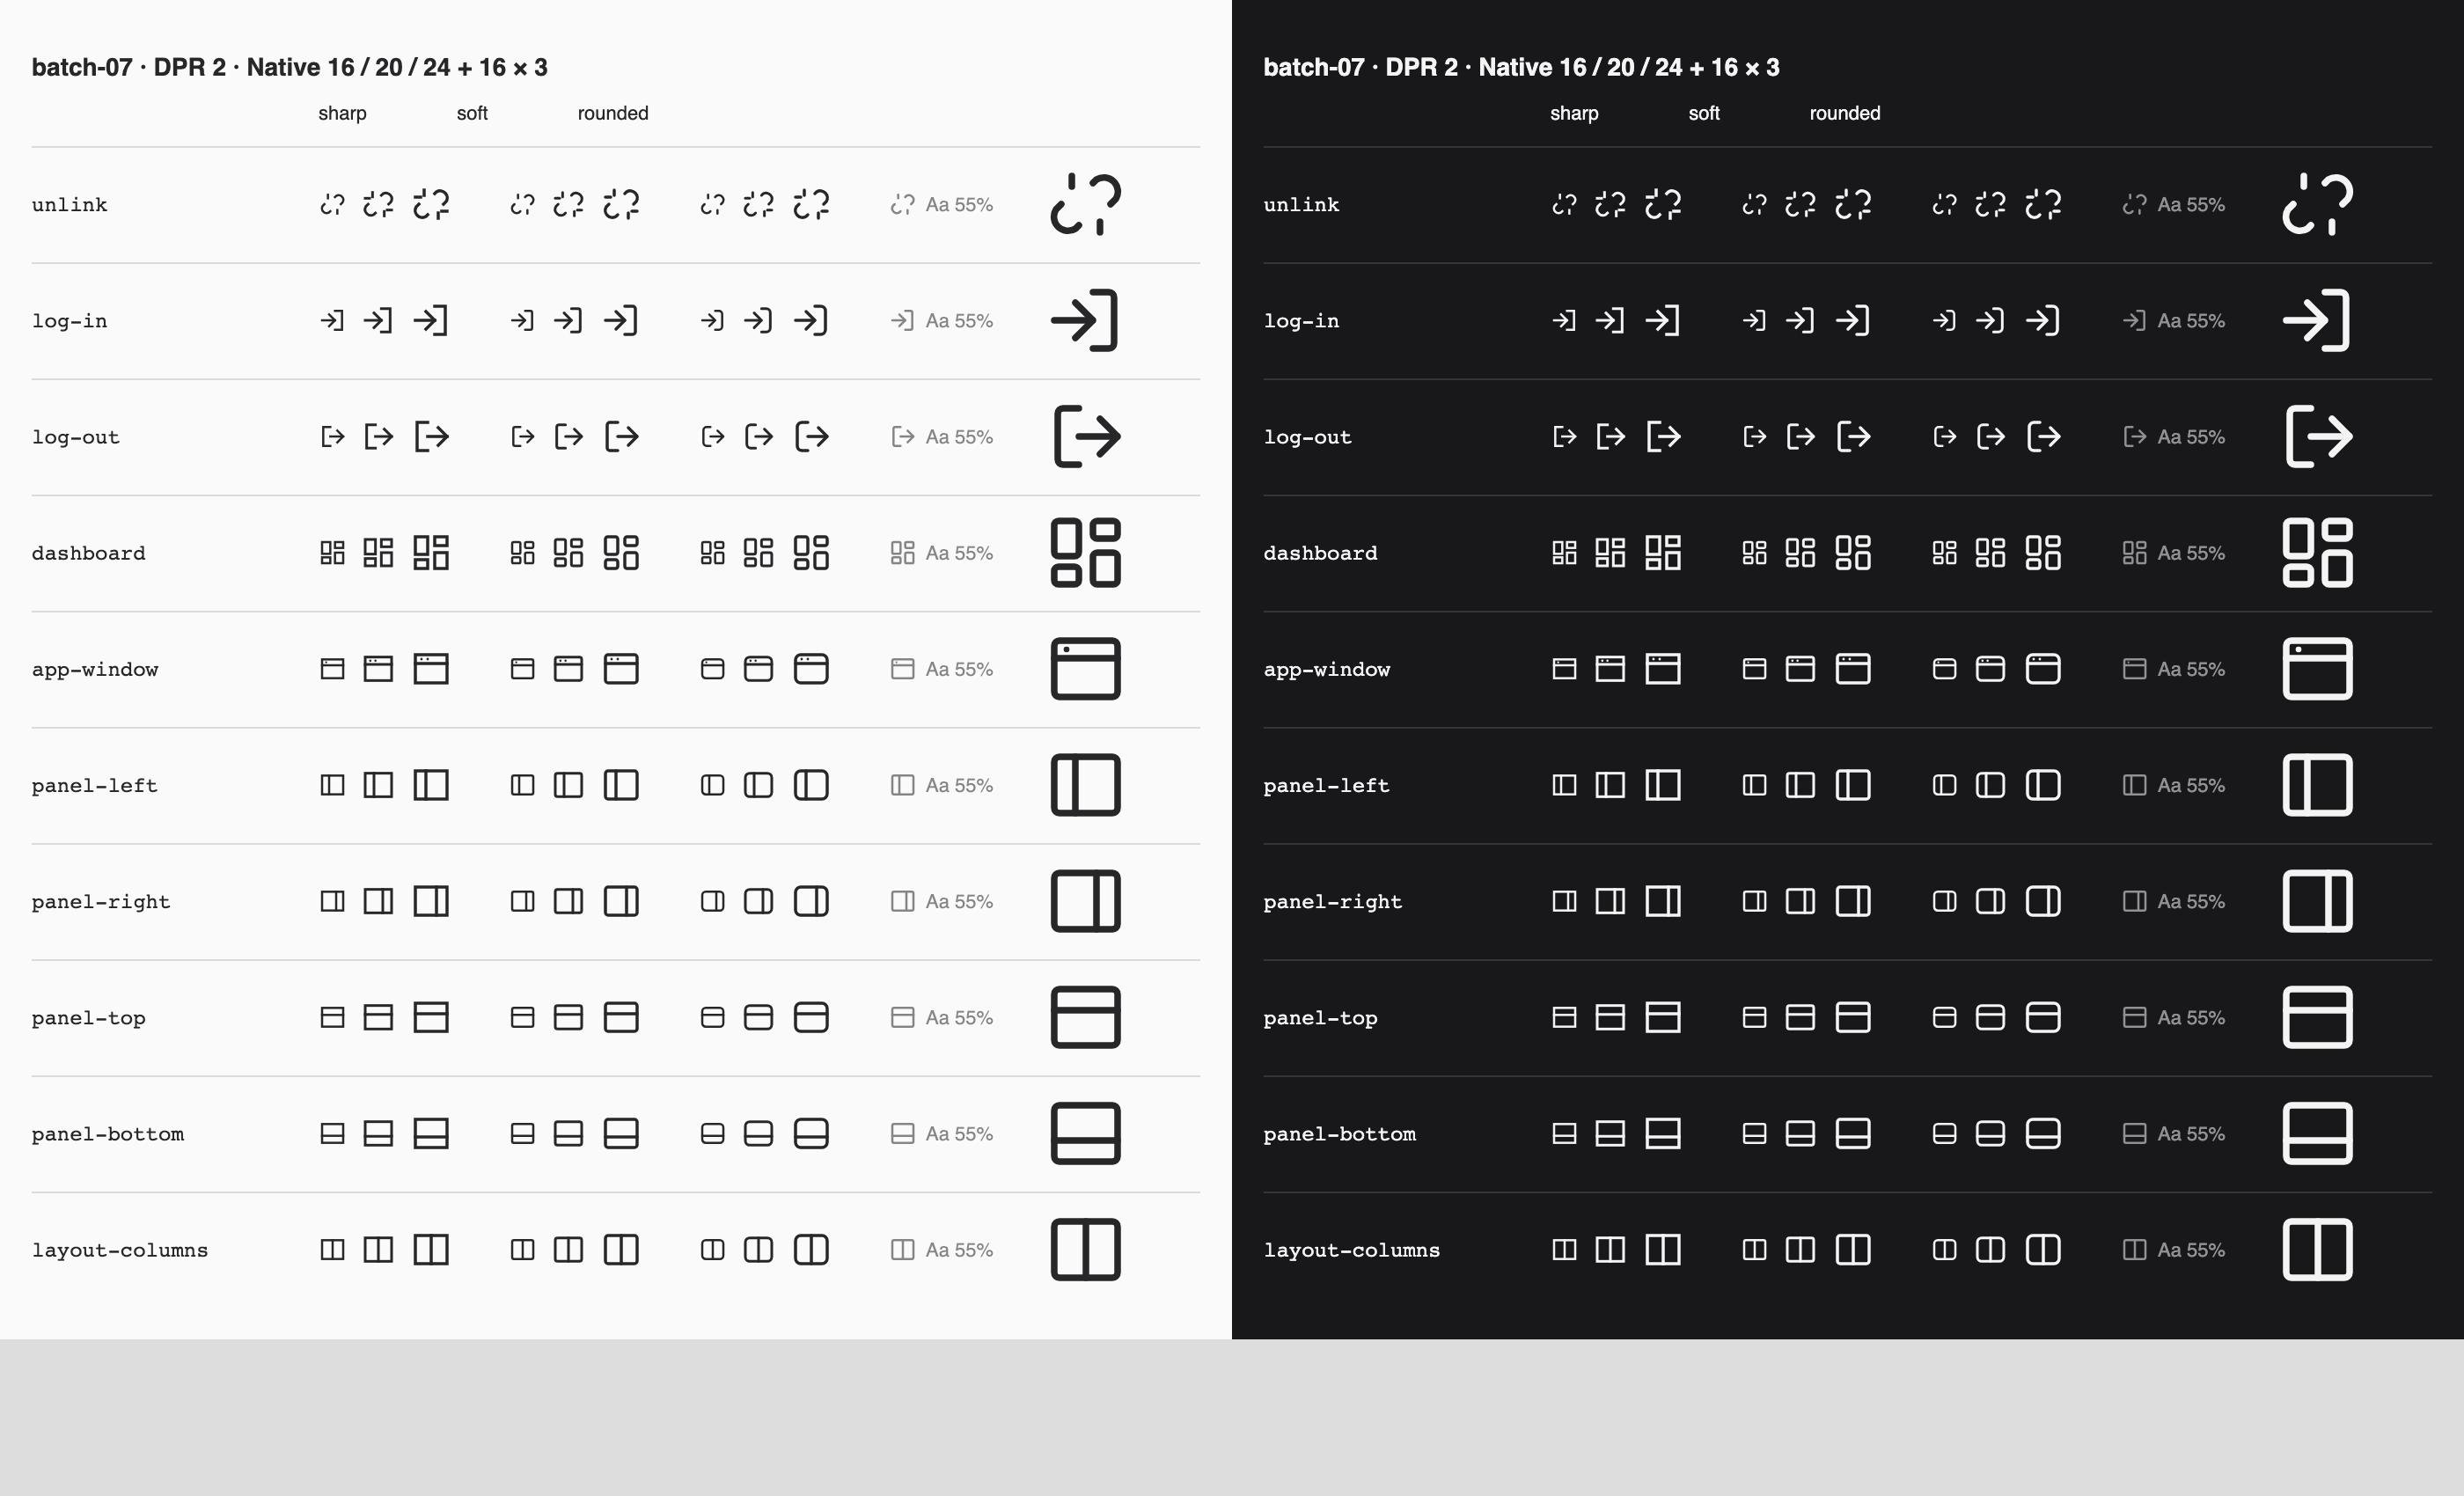 batch-07 · DPR 2 · Native 16 / 20 / 24 + 16 × 3
sharp soft rounded
unlink Aa 55%
log-in Aa 55%
log-out Aa 55%
dashboard Aa 55%
app-window Aa 55%
panel-left Aa 55%
panel-right Aa 55%
panel-top Aa 55%
panel-bottom Aa 55%
layout-columns Aa 55%
batch-07 · DPR 2 · Native 16 / 20 / 24 + 16 × 3
sharp soft rounded
unlink Aa 55%
log-in Aa 55%
log-out Aa 55%
dashboard Aa 55%
app-window Aa 55%
panel-left Aa 55%
panel-right Aa 55%
panel-top Aa 55%
panel-bottom Aa 55%
layout-columns Aa 55%